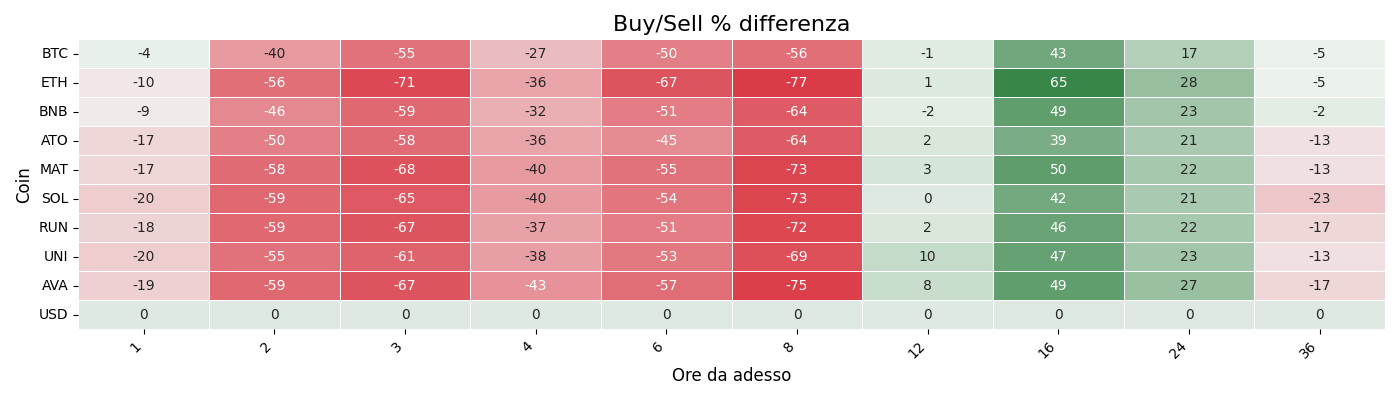 Buy/Sell % differenza
Coin
BTC -4 -40 -55 -27 -50 -56 -1 43 17 -5
ETH -10 -56 -71 -36 -67 -77 1 65 28 -5
BNB -9 -46 -59 -32 -51 -64 -2 49 23 -2
ATO -17 -50 -58 -36 -45 -64 2 39 21 -13
MAT -17 -58 -68 -40 -55 -73 3 50 22 -13
SOL -20 -59 -65 -40 -54 -73 0 42 21 -23
RUN -18 -59 -67 -37 -51 -72 2 46 22 -17
UNI -20 -55 -61 -38 -53 -69 10 47 23 -13
AVA -19 -59 -67 -43 -57 -75 8 49 27 -17
USD 0 0 0 0 0 0 0 0 0 0
1 2 3 4 6 8 12 16 24 36
Ore da adesso